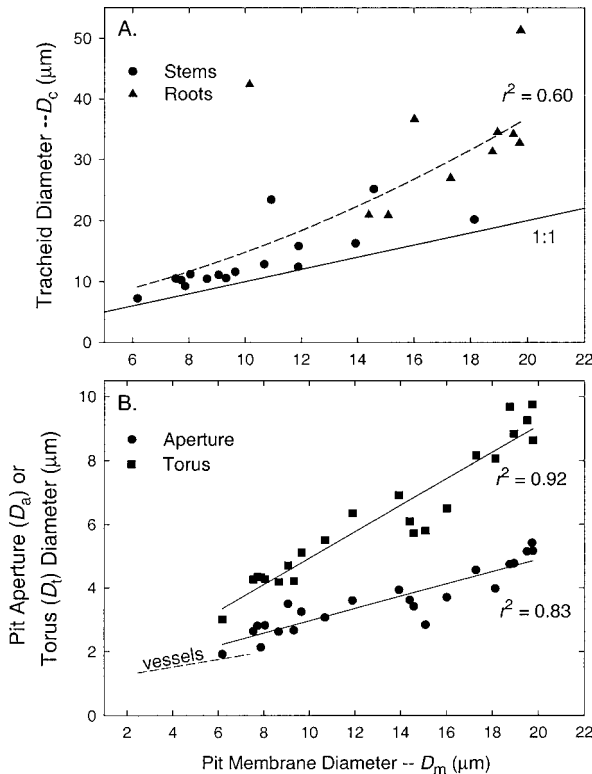 A.
Stems
Roots
r² = 0.60
1:1
Tracheid Diameter --Dc (μm)
50
40
30
20
10
0
6 8 10 12 14 16 18 20 22
B.
Aperture
Torus
r² = 0.92
r² = 0.83
vessels
Pit Aperture (Da) or
Torus (Dt) Diameter (μm)
10
8
6
4
2
0
2 4 6 8 10 12 14 16 18 20 22
Pit Membrane Diameter -- Dm (μm)